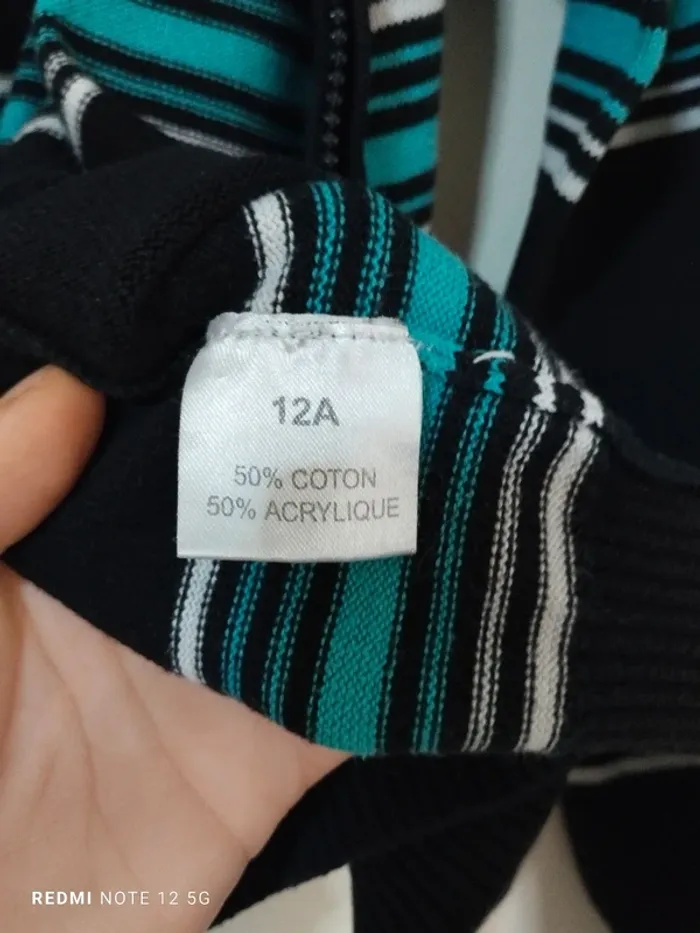 12A
50% COTON
50% ACRYLIQUE
REDMI NOTE 12 5G